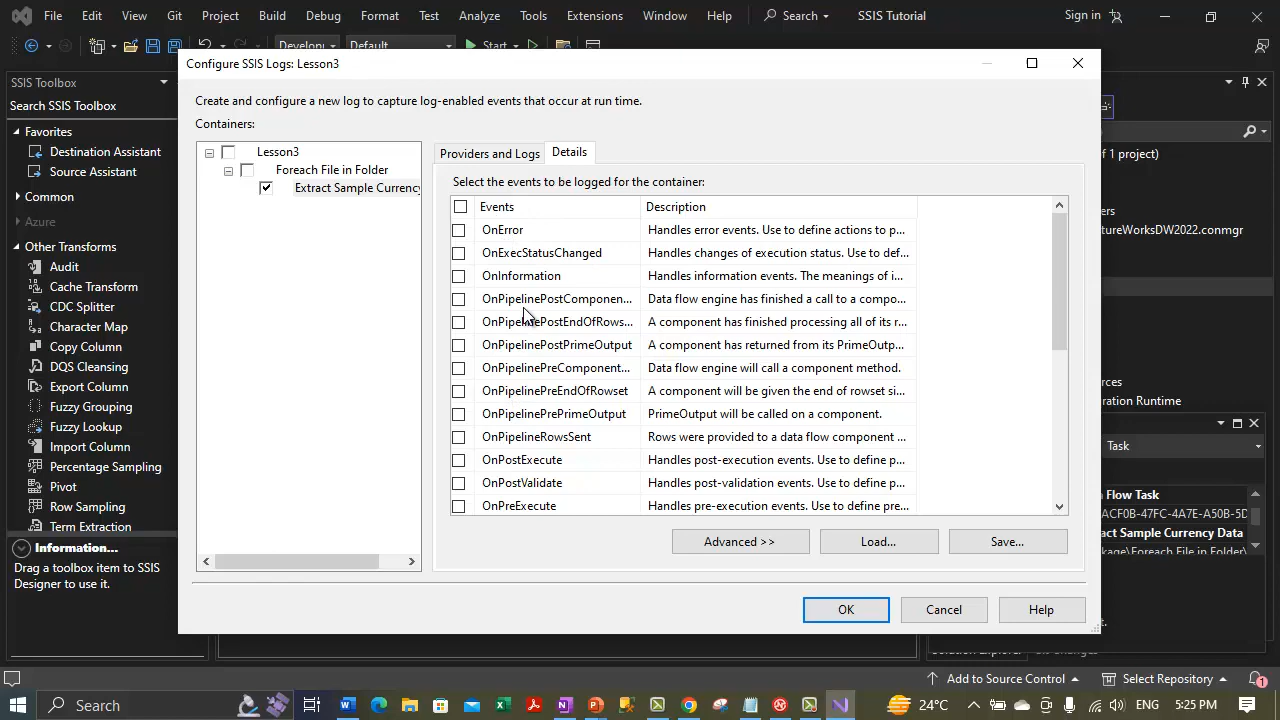 File Edit View Git Project Build Debug Format Test Analyze Tools Extensions Window Help Search SSIS Tutorial Sign in
Default Start
SSIS Toolbox
Search SSIS Toolbox
Favorites
Destination Assistant
Source Assistant
Common
Azure
Other Transforms
Audit
Cache Transform
CDC Splitter
Character Map
Copy Column
DQS Cleansing
Export Column
Fuzzy Grouping
Fuzzy Lookup
Import Column
Percentage Sampling
Pivot
Row Sampling
Term Extraction
Information...
Drag a toolbox item to SSIS
Designer to use it.
Configure SSIS Logs: Lesson3
Create and configure a new log to capture log-enabled events that occur at run time.
Containers:
Lesson3
Foreach File in Folder
Extract Sample Currency
Providers and Logs Details
Select the events to be logged for the container:
Events Description
OnError Handles error events. Use to define actions to p...
OnExecStatusChanged Handles changes of execution status. Use to def...
OnInformation Handles information events. The meanings of i...
OnPipelinePostComponen... Data flow engine has finished a call to a compo...
OnPipelinePostEndOfRows... A component has finished processing all of its r...
OnPipelinePostPrimeOutput A component has returned from its PrimeOutp...
OnPipelinePreComponent... Data flow engine will call a component method.
OnPipelinePreEndOfRowset A component will be given the end of rowset si...
OnPipelinePrePrimeOutput PrimeOutput will be called on a component.
OnPipelineRowsSent Rows were provided to a data flow component ...
OnPostExecute Handles post-execution events. Use to define p...
OnPostValidate Handles post-validation events. Use to define p...
OnPreExecute Handles pre-execution events. Use to define pre...
Advanced >> Load... Save...
OK Cancel Help
of 1 project)
ers
tureWorksDW2022.conmgr
rces
eration Runtime
Task
Flow Task
ACF0B-47FC-4A7E-A50B-5D
act Sample Currency Data
ckage\Foreach File in Folder\
Add to Source Control Select Repository 1
Search 24°C ENG 5:25 PM